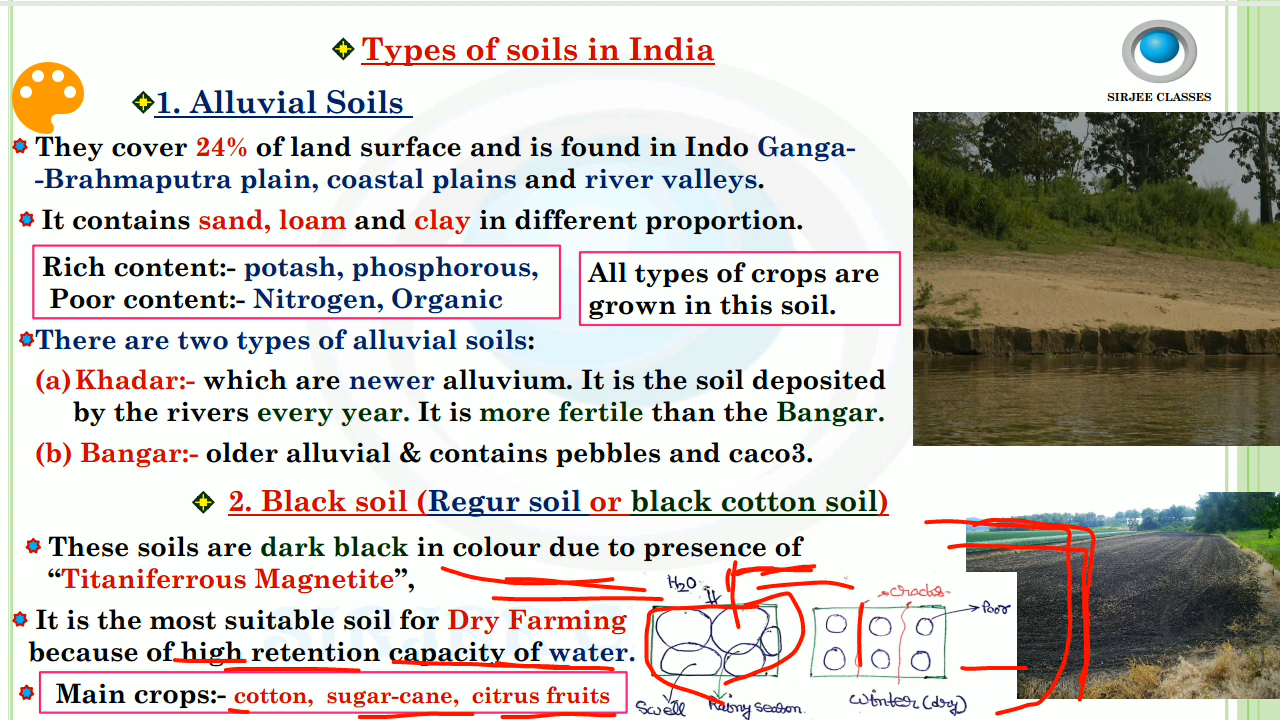 Types of soils in India
SIRJEE CLASSES
1. Alluvial Soils
They cover 24% of land surface and is found in Indo Ganga-
-Brahmaputra plain, coastal plains and river valleys.
It contains sand, loam and clay in different proportion.
Rich content:- potash, phosphorous,
Poor content:- Nitrogen, Organic
All types of crops are
grown in this soil.
There are two types of alluvial soils:
(a) Khadar:- which are newer alluvium. It is the soil deposited
by the rivers every year. It is more fertile than the Bangar.
(b) Bangar:- older alluvial & contains pebbles and caco3.
2. Black soil (Regur soil or black cotton soil)
These soils are dark black in colour due to presence of
“Titaniferrous Magnetite”,
It is the most suitable soil for Dry Farming
because of high retention capacity of water.
Main crops:- cotton, sugar-cane, citrus fruits
H2O
Swell
Rainy season.
cracks
Winter (dry)